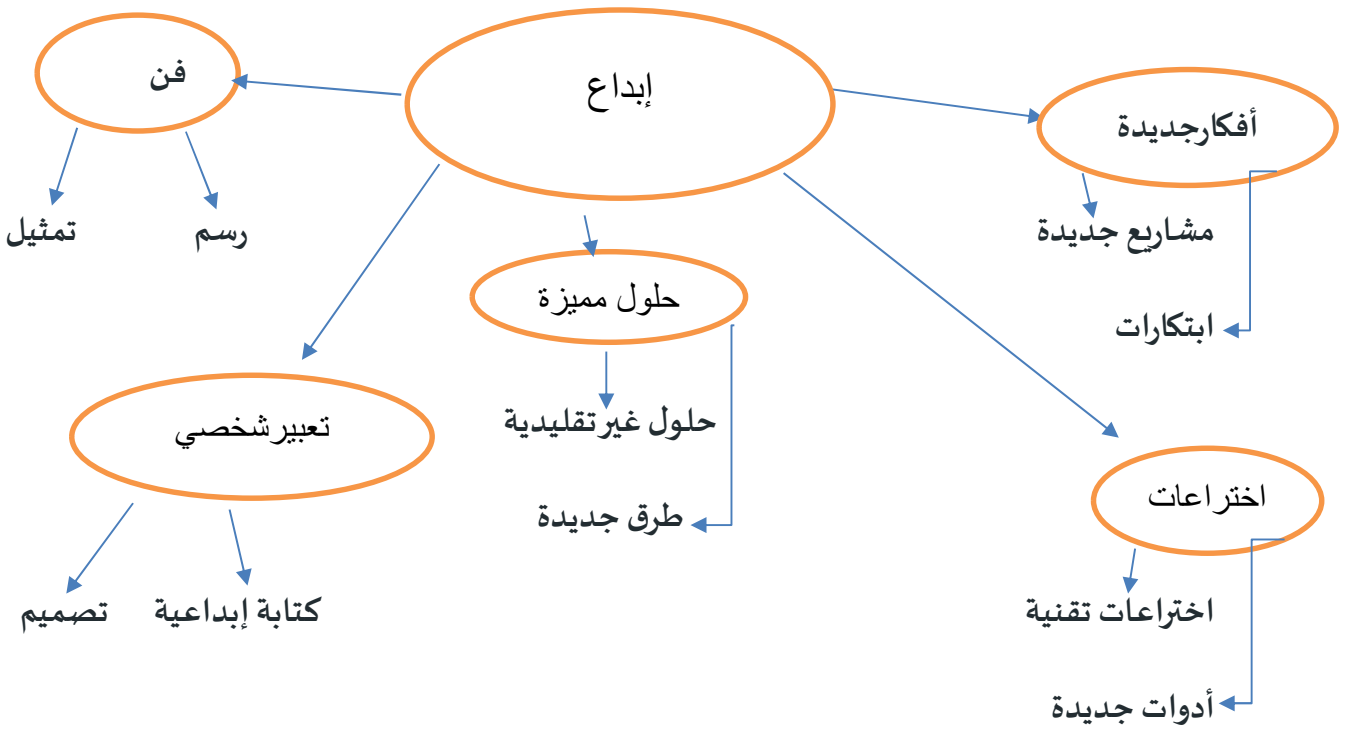 إبداع
فن
أفكارجديدة
مشاريع جديدة
رسم
تمثيل
حلول مميزة
ابتكارات
حلول غيرتقليدية
تعبيرشخصي
اختراعات
طرق جديدة
اختراعات تقنية
كتابة إبداعية
تصميم
أدوات جديدة